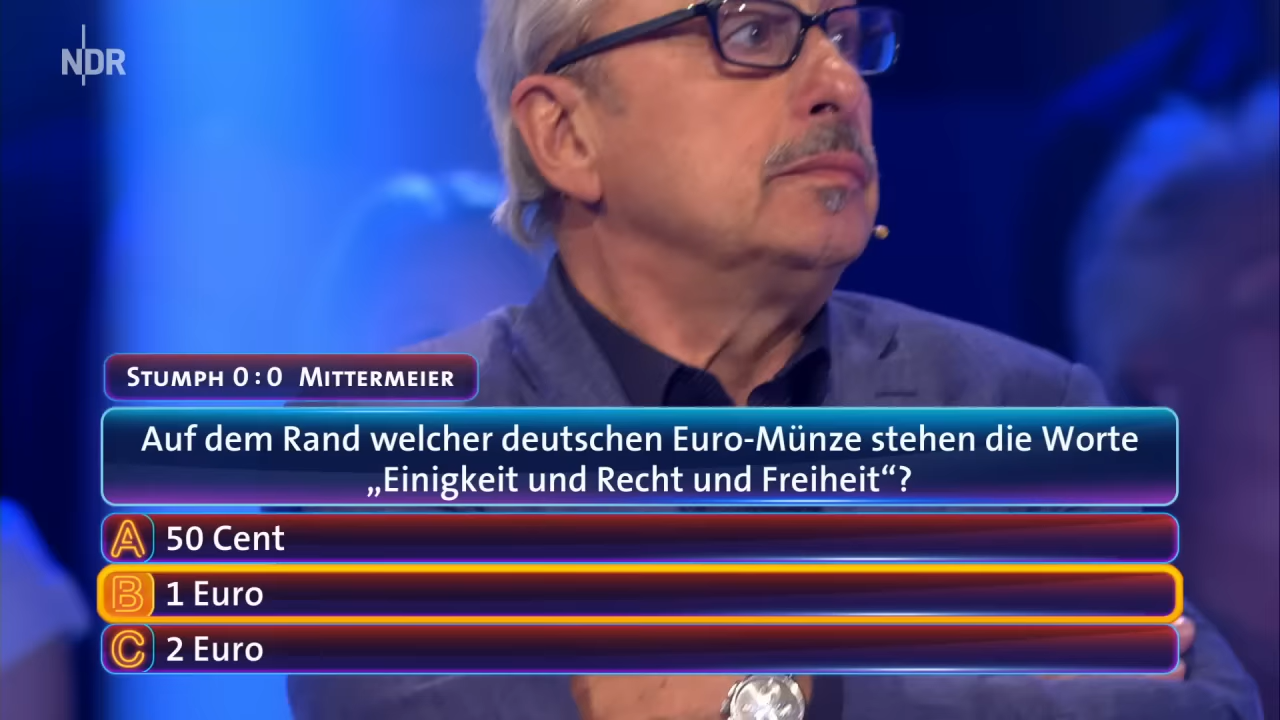 NDR
STUMPH 0:0 MITTERMEIER
Auf dem Rand welcher deutschen Euro-Münze stehen die Worte
„Einigkeit und Recht und Freiheit“?
A 50 Cent
B 1 Euro
C 2 Euro